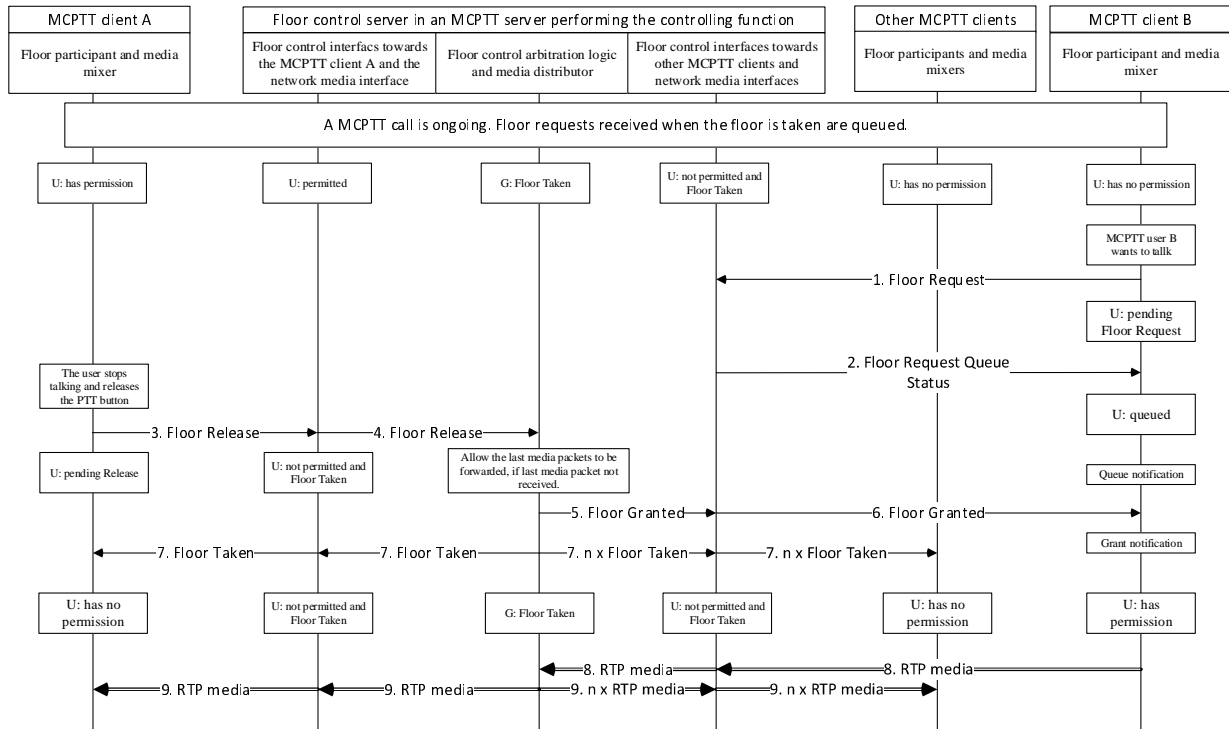 MCPTT client A
Floor control server in an MCPTT server performing the controlling function
Other MCPTT clients
MCPTT client B
Floor participant and media
mixer
Floor control interfacs towards
the MCPTT client A and the
network media interface
Floor control arbitration logic
and media distributor
Floor control interfaces towards
other MCPTT clients and
network media interfaces
Floor participants and media
mixers
Floor participant and media
mixer
A MCPTT call is ongoing. Floor requests received when the floor is taken are queued.
U: has permission
U: permitted
G: Floor Taken
U: not permitted and
Floor Taken
U: has no permission
U: has no permission
MCPTT user B
wants to tallk
1. Floor Request
U: pending
Floor Request
2. Floor Request Queue
Status
The user stops
talking and releases
the PTT button
U: queued
3. Floor Release
4. Floor Release
U: pending Release
U: not permitted and
Floor Taken
Allow the last media packets to be
forwarded, if last media packet not
received.
Queue notification
5. Floor Granted
6. Floor Granted
Grant notification
7. Floor Taken
7. Floor Taken
7. n x Floor Taken
7. n x Floor Taken
U: has no
permission
U: not permitted and
Floor Taken
G: Floor Taken
U: not permitted and
Floor Taken
U: has no
permission
U: has
permission
8. RTP media
8. RTP media
9. RTP media
9. RTP media
9. n x RTP media
9. n x RTP media